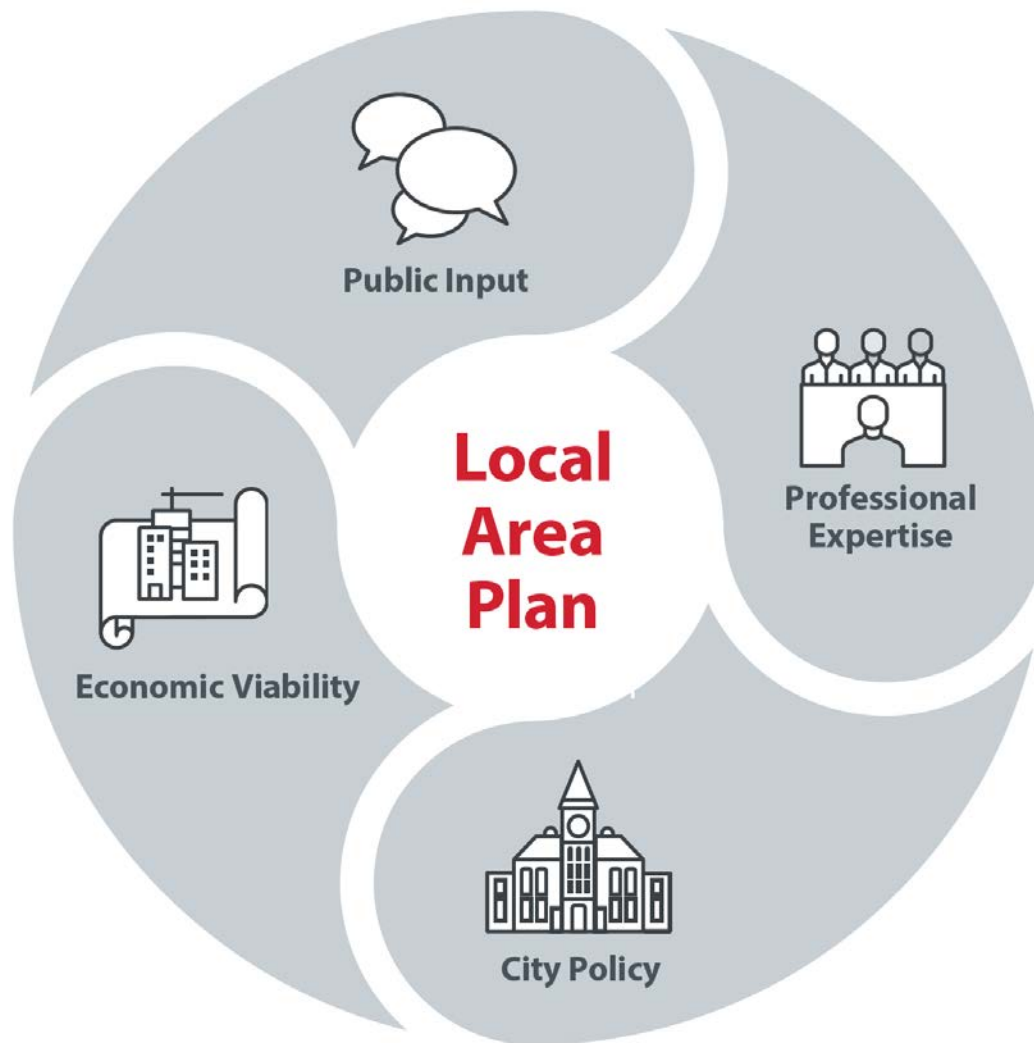 Public Input
Professional
Expertise
Local
Area
Plan
Economic Viability
City Policy